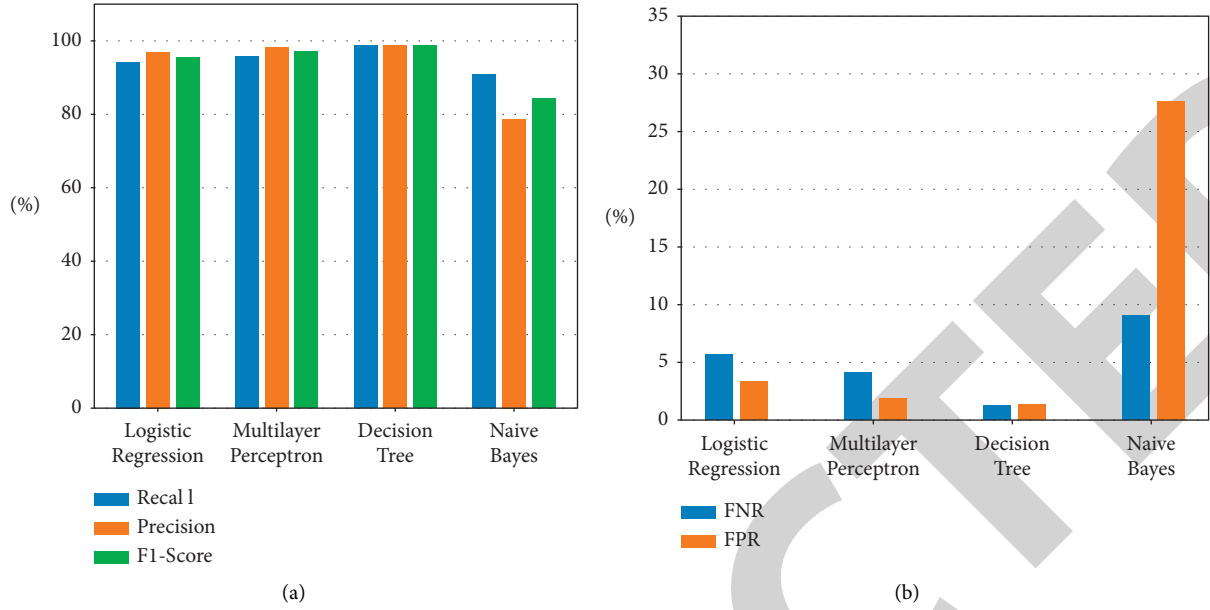 100
80
60
(%)
40
20
0
Logistic
Regression
Multilayer
Perceptron
Decision
Tree
Naive
Bayes
Recal l
Precision
F1-Score
(a)
35
30
25
20
(%)
15
10
5
0
Logistic
Regression
Multilayer
Perceptron
Decision
Tree
Naive
Bayes
FNR
FPR
(b)
CTE